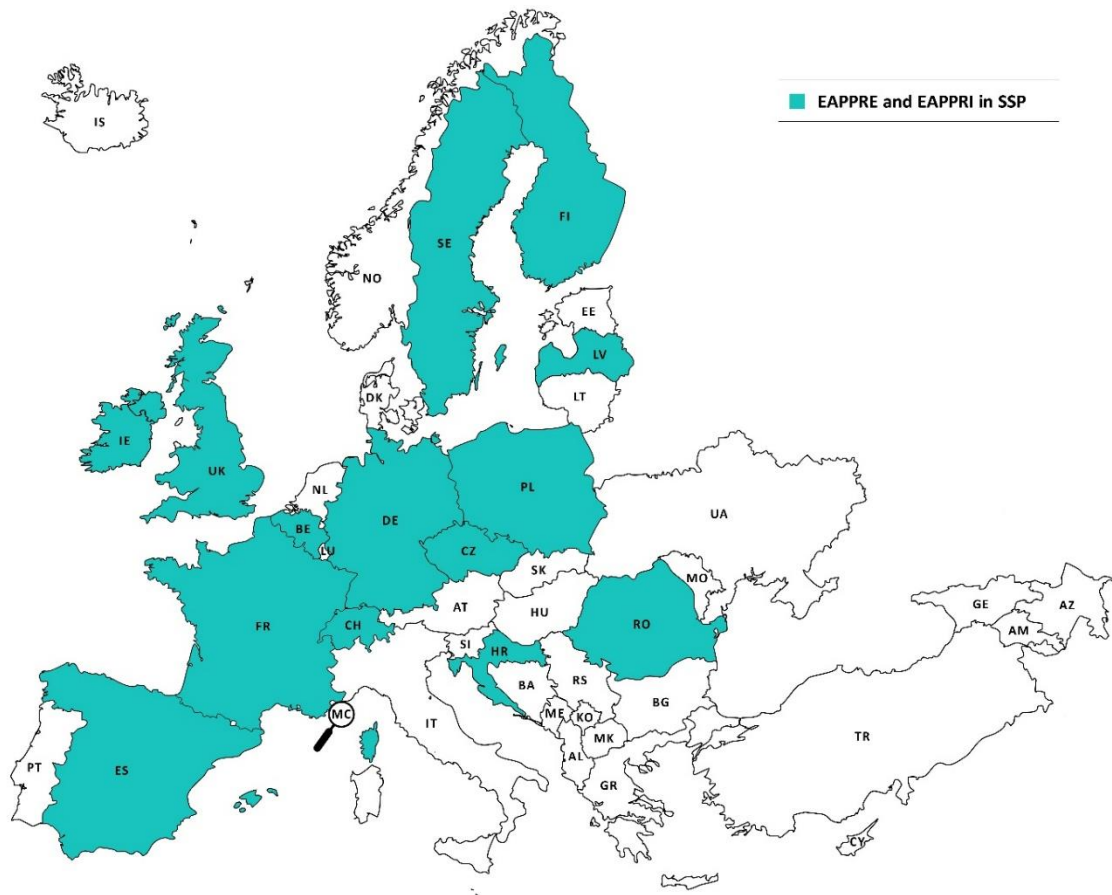 EAPPRE and EAPPRI in SSP
IS
FI
SE
NO
EE
LV
LT
DK
IE
UK
NL
PL
BE
DE
UA
LU
CZ
SK
MO
AT
HU
FR
CH
RO
GE
AZ
AM
SI
HR
BA
RS
MC
IT
ME
KO
BG
MK
TR
PT
ES
AL
GR
CY